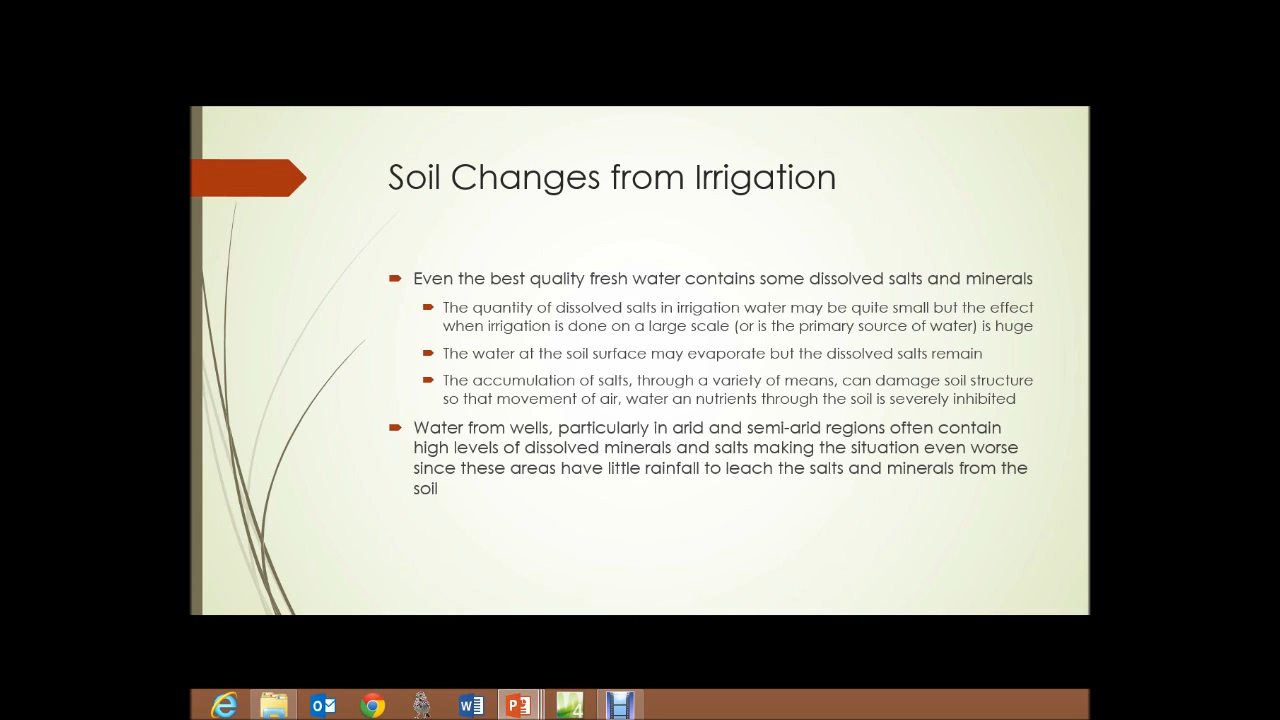 Soil Changes from Irrigation
Even the best quality fresh water contains some dissolved salts and minerals
The quantity of dissolved salts in irrigation water may be quite small but the effect
when irrigation is done on a large scale (or is the primary source of water) is huge
The water at the soil surface may evaporate but the dissolved salts remain
The accumulation of salts, through a variety of means, can damage soil structure
so that movement of air, water an nutrients through the soil is severely inhibited
Water from wells, particularly in arid and semi-arid regions often contain
high levels of dissolved minerals and salts making the situation even worse
since these areas have little rainfall to leach the salts and minerals from the
soil